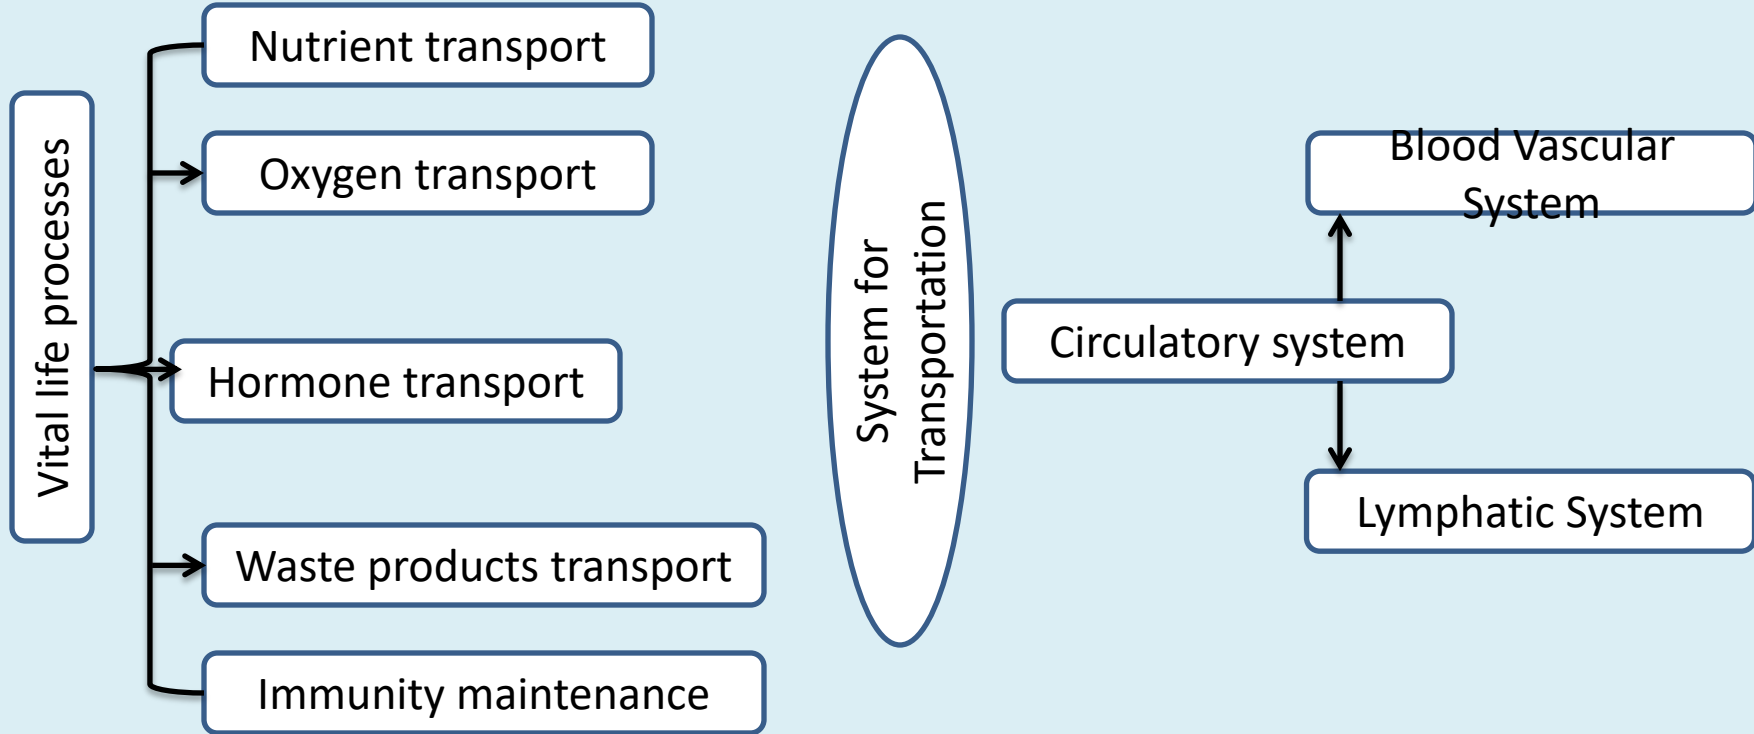 Vital life processes
Nutrient transport
Oxygen transport
Hormone transport
Waste products transport
Immunity maintenance
System for
Transportation
Circulatory system
Blood Vascular
System
Lymphatic System